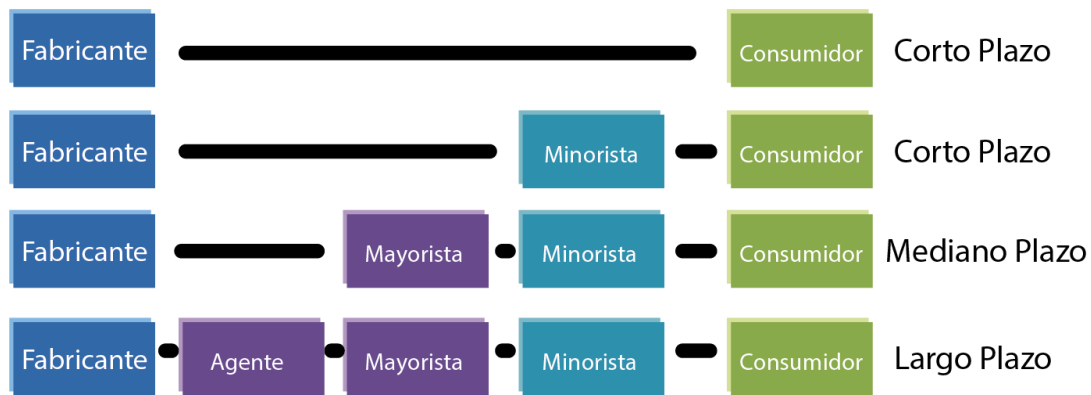 Fabricante Consumidor Corto Plazo
Fabricante Minorista Consumidor Corto Plazo
Fabricante Mayorista Minorista Consumidor Mediano Plazo
Fabricante Agente Mayorista Minorista Consumidor Largo Plazo